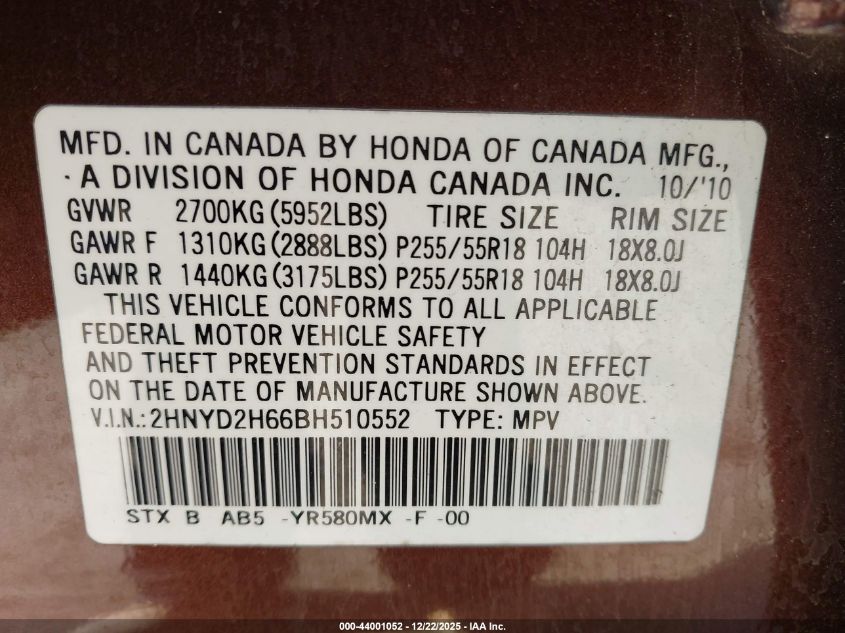 MFD. IN CANADA BY HONDA OF CANADA MFG.,
A DIVISION OF HONDA CANADA INC. 10/'10
GVWR 2700KG (5952LBS) TIRE SIZE RIM SIZE
GAWR F 1310KG (2888LBS) P255/55R18 104H 18X8.0J
GAWR R 1440KG (3175LBS) P255/55R18 104H 18X8.0J
THIS VEHICLE CONFORMS TO ALL APPLICABLE
FEDERAL MOTOR VEHICLE SAFETY
AND THEFT PREVENTION STANDARDS IN EFFECT
ON THE DATE OF MANUFACTURE SHOWN ABOVE.
V.I.N.: 2HNYD2H66BH510552 TYPE: MPV
STX B AB5 -YR580MX -F -00
000-44001052 - 12/22/2025 - IAA Inc.